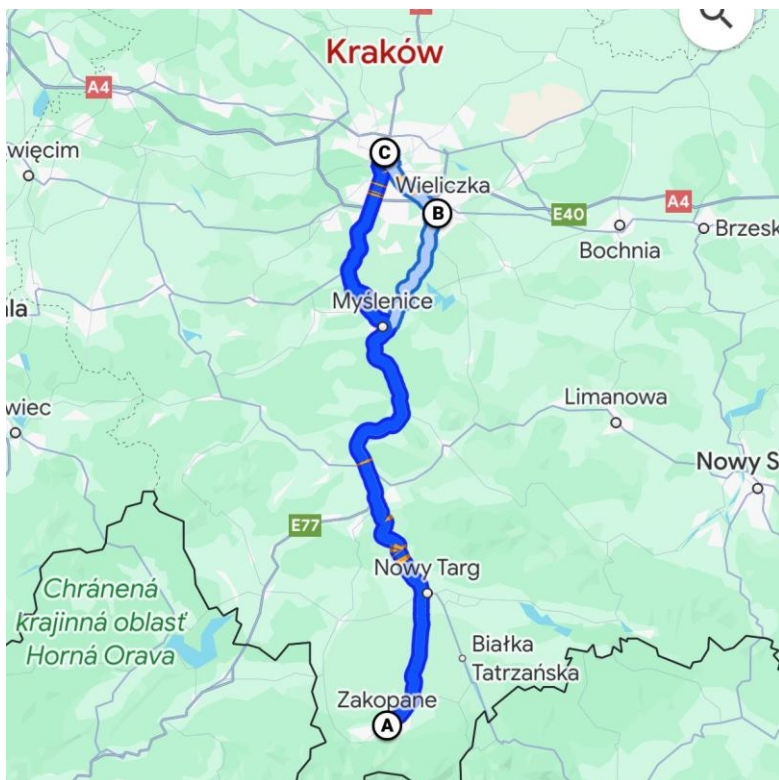 Kraków
A4
C
więcim
Wieliczka
B
A4
E40
Bochnia
Brzesk
Myślenice
la
Limanowa
wiec
Nowy S
E77
Nowy Targ
Chránená
krajinná oblasť
Horná Orava
Białka
Tatrzańska
Zakopane
A